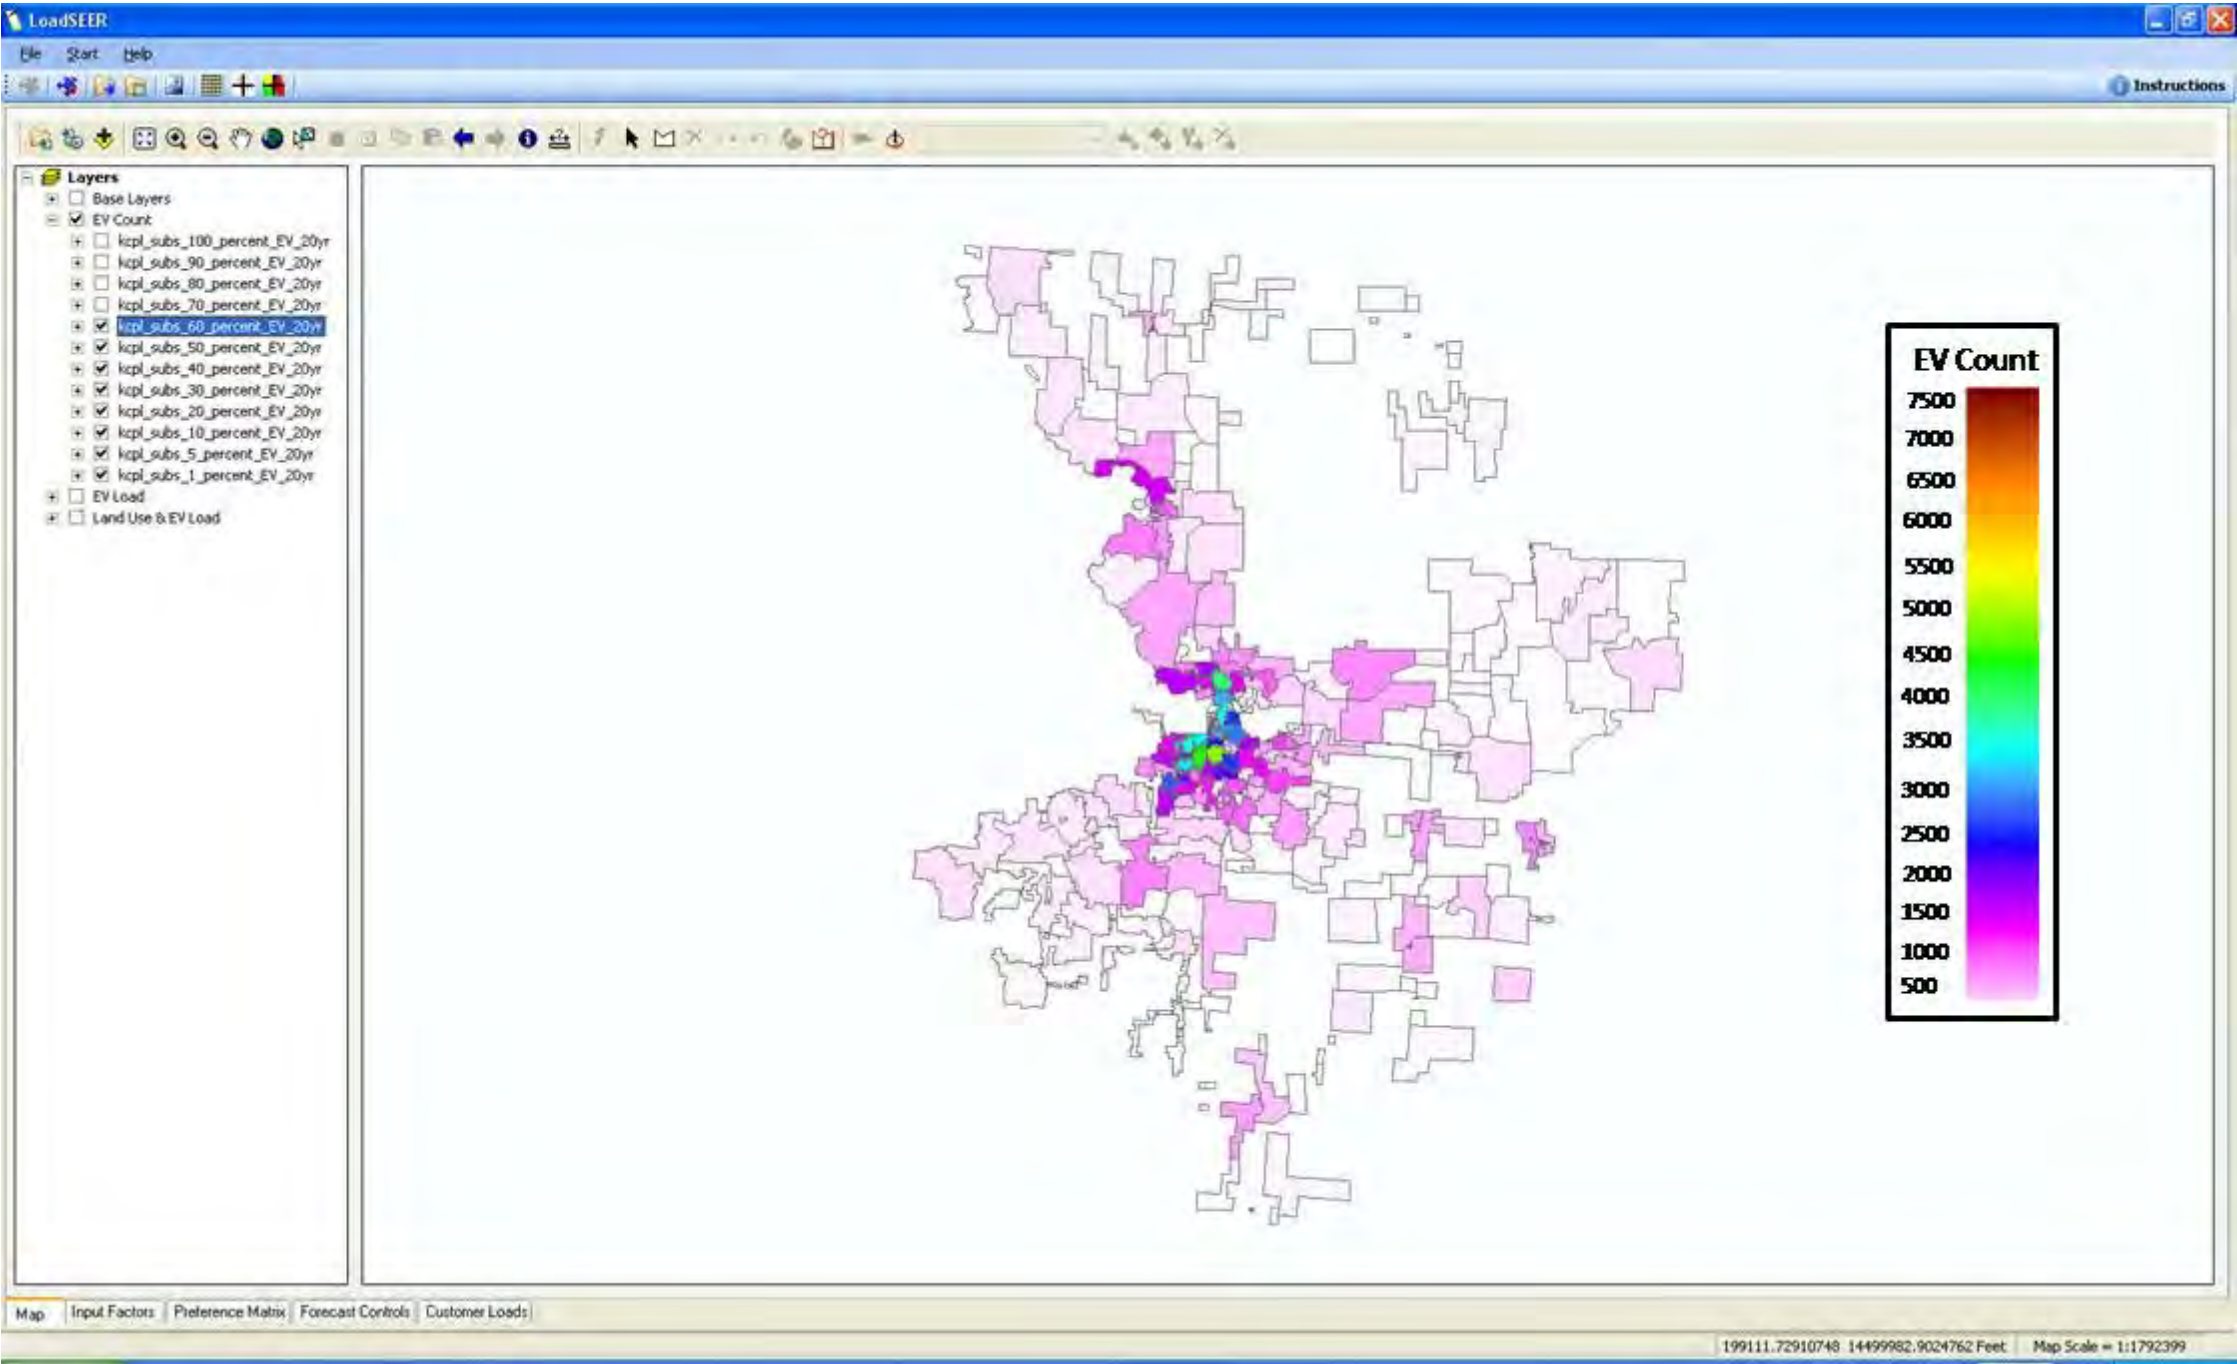 LoadSEER
File Start Help
Instructions
Layers
Base Layers
EV Count
kcpl_subs_100_percent_EV_20yr
kcpl_subs_90_percent_EV_20yr
kcpl_subs_80_percent_EV_20yr
kcpl_subs_70_percent_EV_20yr
kcpl_subs_60_percent_EV_20yr
kcpl_subs_50_percent_EV_20yr
kcpl_subs_40_percent_EV_20yr
kcpl_subs_30_percent_EV_20yr
kcpl_subs_20_percent_EV_20yr
kcpl_subs_10_percent_EV_20yr
kcpl_subs_5_percent_EV_20yr
kcpl_subs_1_percent_EV_20yr
EV Load
Land Use & EV Load
EV Count
7500
7000
6500
6000
5500
5000
4500
4000
3500
3000
2500
2000
1500
1000
500
Map Input Factors Preference Matrix Forecast Controls Customer Loads
199111.72910748 14499982.9024762 Feet Map Scale = 1:1792399